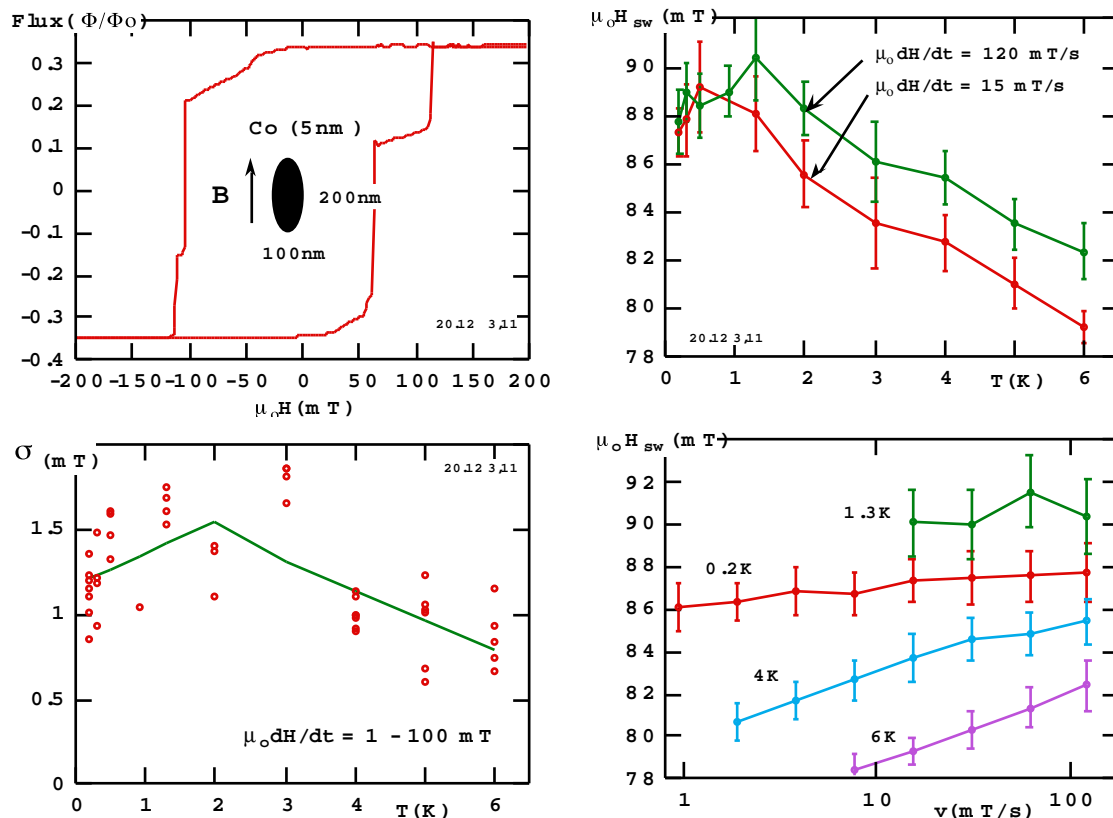 Flux(Φ/Φo)
0.3
0.2
0.1
0
-0.1
-0.2
-0.3
-0.4
Co (5nm)
B
200nm
100nm
20.12 3,11
-200 -150 -100 -50 0 50 100 150 200
μoH(mT)
μoHsw(mT)
90
88
86
84
82
80
78
μodH/dt = 120 mT/s
μodH/dt = 15 mT/s
20.12 3,11
0 1 2 3 4 T(K) 6
σ (mT)
1.5
1
0.5
0
20.12 3,11
μodH/dt = 1 - 100 mT
0 1 2 3 4 T(K) 6
μoHsw(mT)
92
90
88
86
84
82
80
78
1.3K
0.2K
4K
6K
1 10 v(mT/s) 100